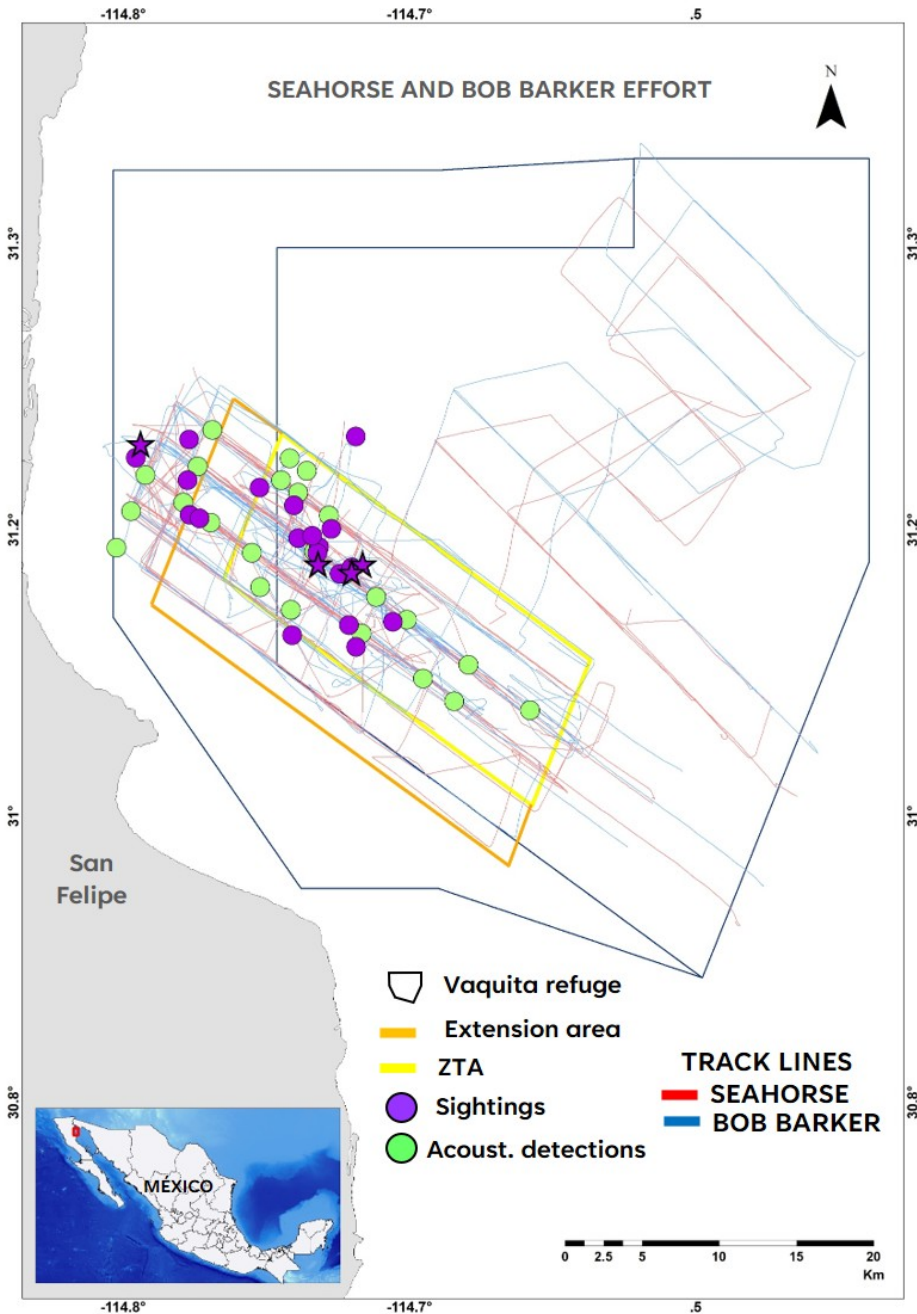 -114.8°
-114.7°
.5
SEAHORSE AND BOB BARKER EFFORT
N
31.3°
31.3°
31.2°
31.2°
31°
31°
San
Felipe
Vaquita refuge
Extension area
ZTA
Sightings
Acoust. detections
TRACK LINES
SEAHORSE
BOB BARKER
30.8°
30.8°
MÉXICO
0 2.5 5 10 15 20
Km
-114.8°
-114.7°
.5